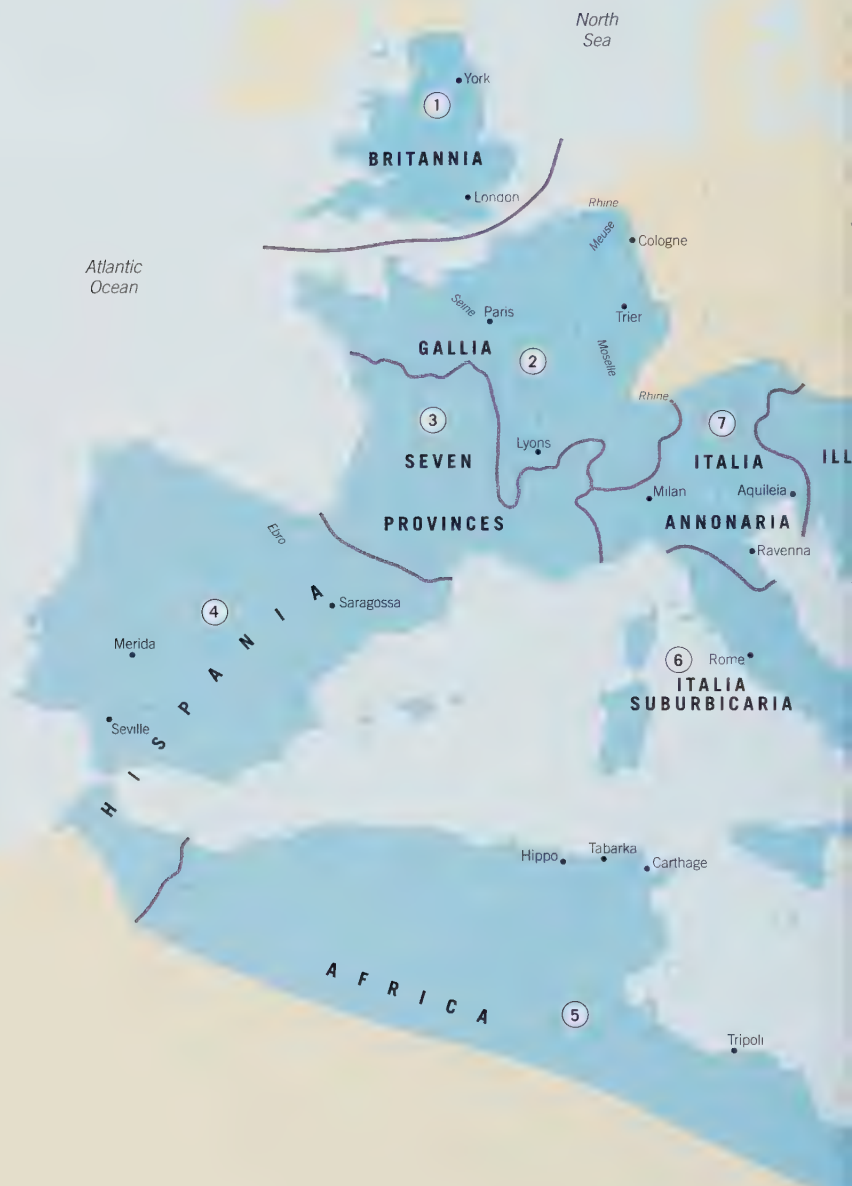 North
Sea
York
1
BRITANNIA
London
Rhine
Meuse
Cologne
Atlantic
Ocean
Seine
Paris
Trier
GALLIA
2
Moselle
Rhine
3
7
Lyons
SEVEN
ITALIA
ILL
Milan
Aquileia
PROVINCES
ANNONARIA
Ebro
Ravenna
Saragossa
4
HISPANIA
Merida
6
Rome
ITALIA
SUBURBICARIA
Seville
Hippo
Tabarka
Carthage
AFRICA
5
Tripoli